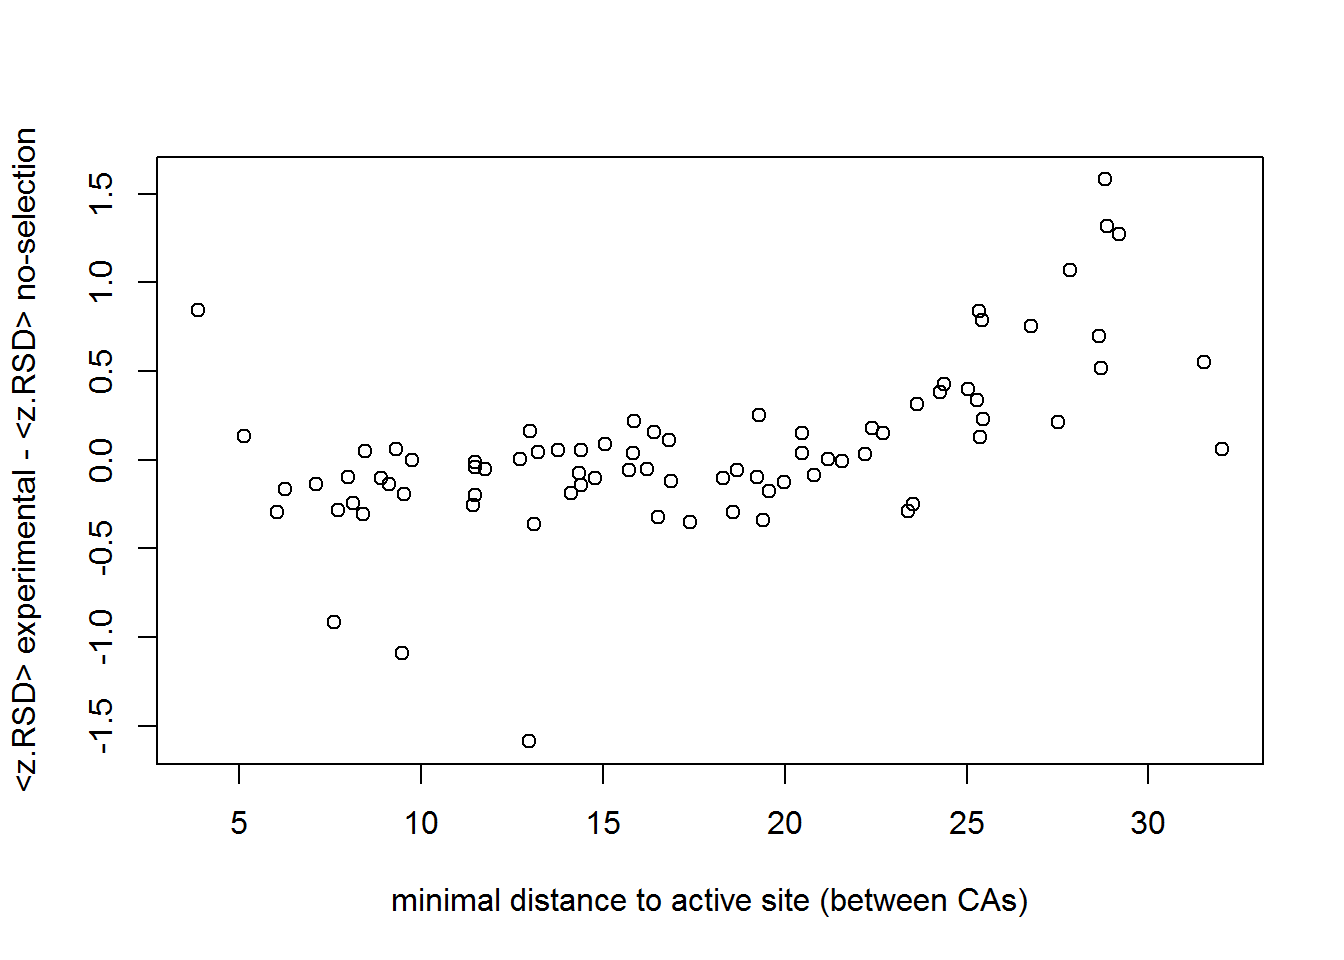 <z.RSD> experimental - <z.RSD> no-selection
1.5
1.0
0.5
0.0
-0.5
-1.0
-1.5
5 10 15 20 25 30
minimal distance to active site (between CAs)